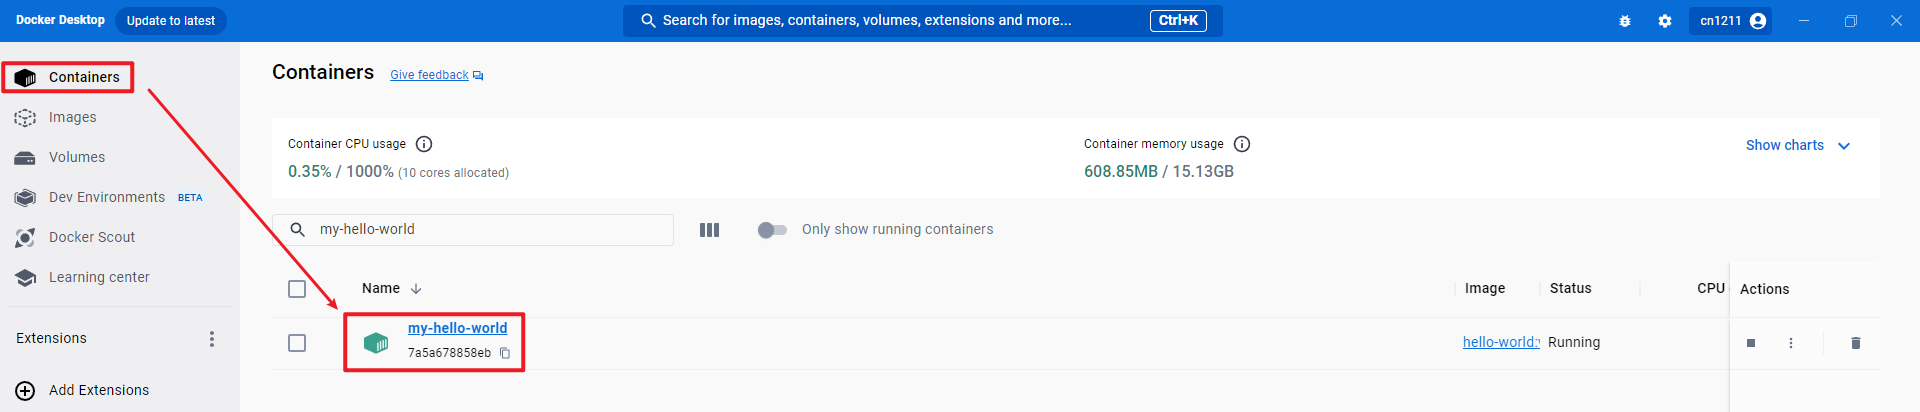 Docker Desktop Update to latest Search for images, containers, volumes, extensions and more... Ctrl+K cn1211
Containers
Images
Volumes
Dev Environments BETA
Docker Scout
Learning center
Extensions
Add Extensions
Containers Give feedback
Container CPU usage
0.35% / 1000% (10 cores allocated)
Container memory usage
608.85MB / 15.13GB
Show charts
my-hello-world Only show running containers
Name Image Status CPU Actions
my-hello-world
7a5a678858eb
hello-world: Running